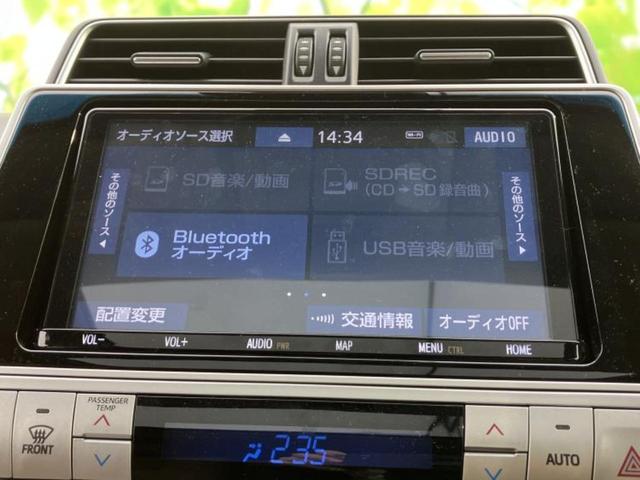 オーディオソース選択
14:34
Wi-Fi
AUDIO
SD音楽/動画
SDREC
(CD→SD録音曲)
その他のソース
その他のソース
Bluetooth
オーディオ
USB音楽/動画
配置変更
交通情報
オーディオOFF
VOL−
VOL+
AUDIO PWR
MAP
MENU CTRL
HOME
PASSENGER
TEMP
FRONT
235
AUTO